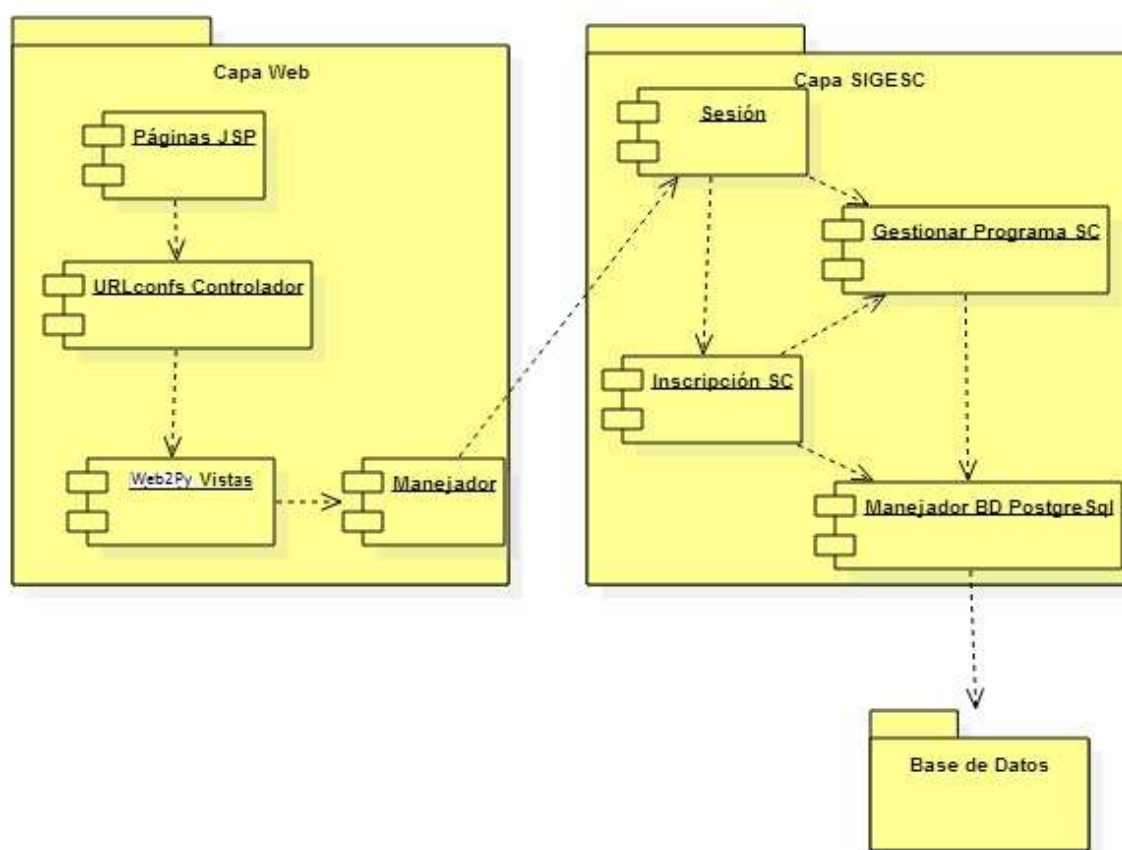 Capa Web
Páginas JSP
URLconfs Controlador
Web2Py Vistas
Manejador
Capa SIGESC
Sesión
Gestionar Programa SC
Inscripción SC
Manejador BD PostgreSql
Base de Datos